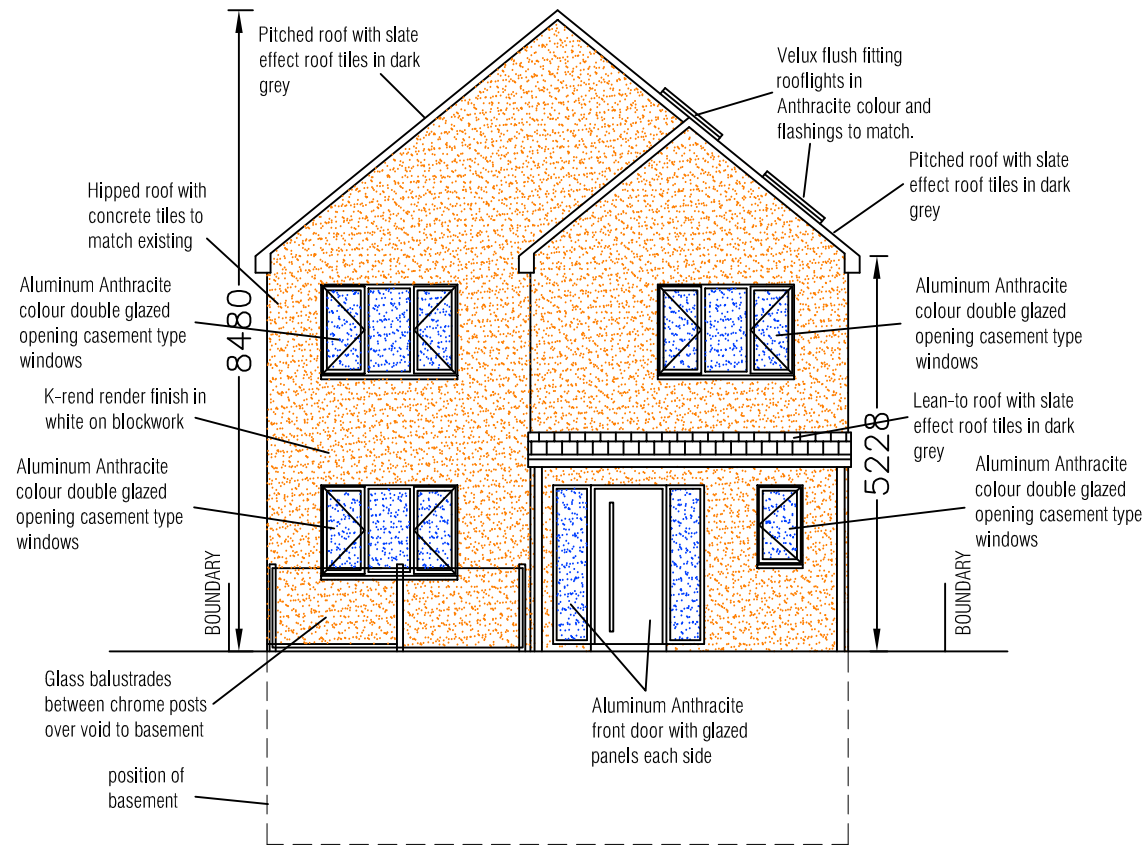 Pitched roof with slate
effect roof tiles in dark
grey
Velux flush fitting
rooflights in
Anthracite colour and
flashings to match.
Pitched roof with slate
effect roof tiles in dark
grey
Hipped roof with
concrete tiles to
match existing
Aluminum Anthracite
colour double glazed
opening casement type
windows
8480
Aluminum Anthracite
colour double glazed
opening casement type
windows
K-rend render finish in
white on blockwork
Lean-to roof with slate
effect roof tiles in dark
grey
5228
Aluminum Anthracite
colour double glazed
opening casement type
windows
Aluminum Anthracite
colour double glazed
opening casement type
windows
BOUNDARY
BOUNDARY
Glass balustrades
between chrome posts
over void to basement
Aluminum Anthracite
front door with glazed
panels each side
position of
basement